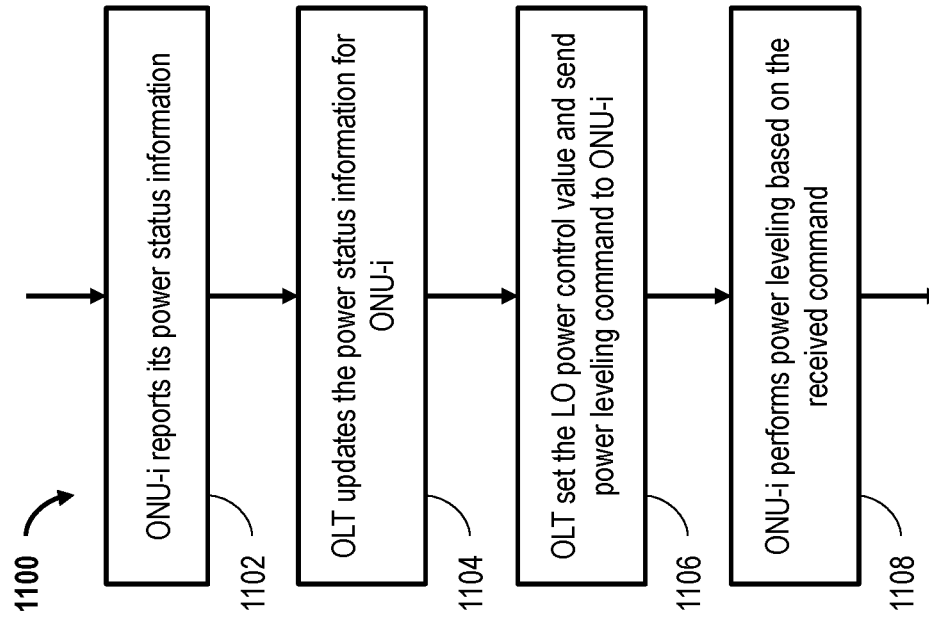 1100
ONU-i reports its power status information
1102
OLT updates the power status information for
ONU-i
1104
OLT set the LO power control value and send
power leveling command to ONU-i
1106
ONU-i performs power leveling based on the
received command
1108